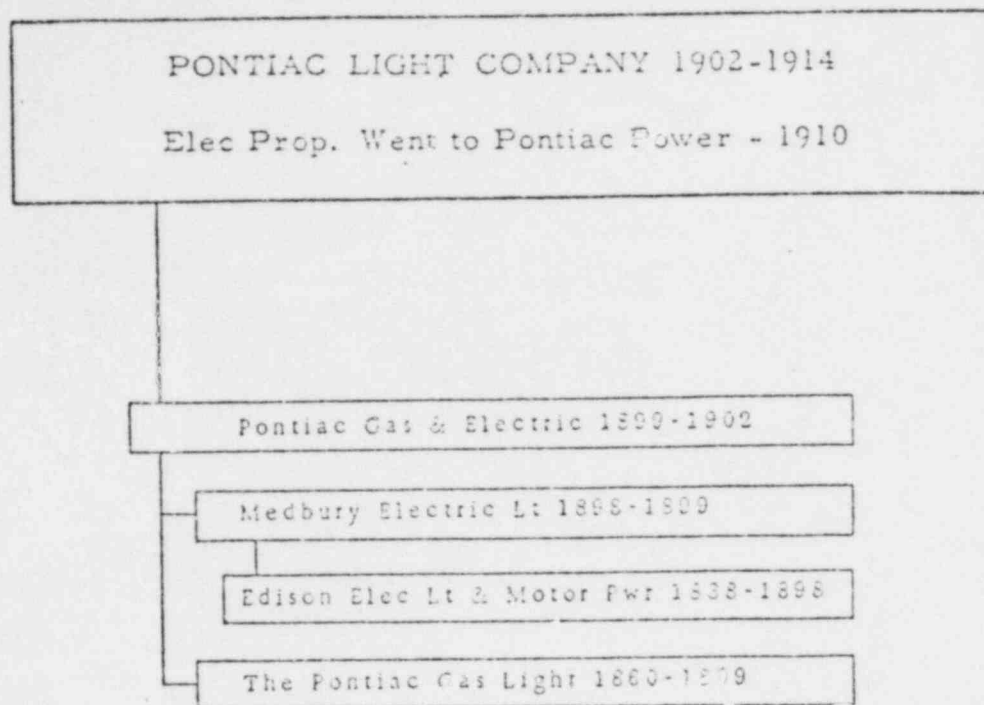 PONTIAC LIGHT COMPANY 1902-1914
Elec Prop. Went to Pontiac Power - 1910
Pontiac Gas & Electric 1899-1902
Medbury Electric Lt 1898-1899
Edison Elec Lt & Motor Pwr 1888-1898
The Pontiac Gas Light 1860-1899